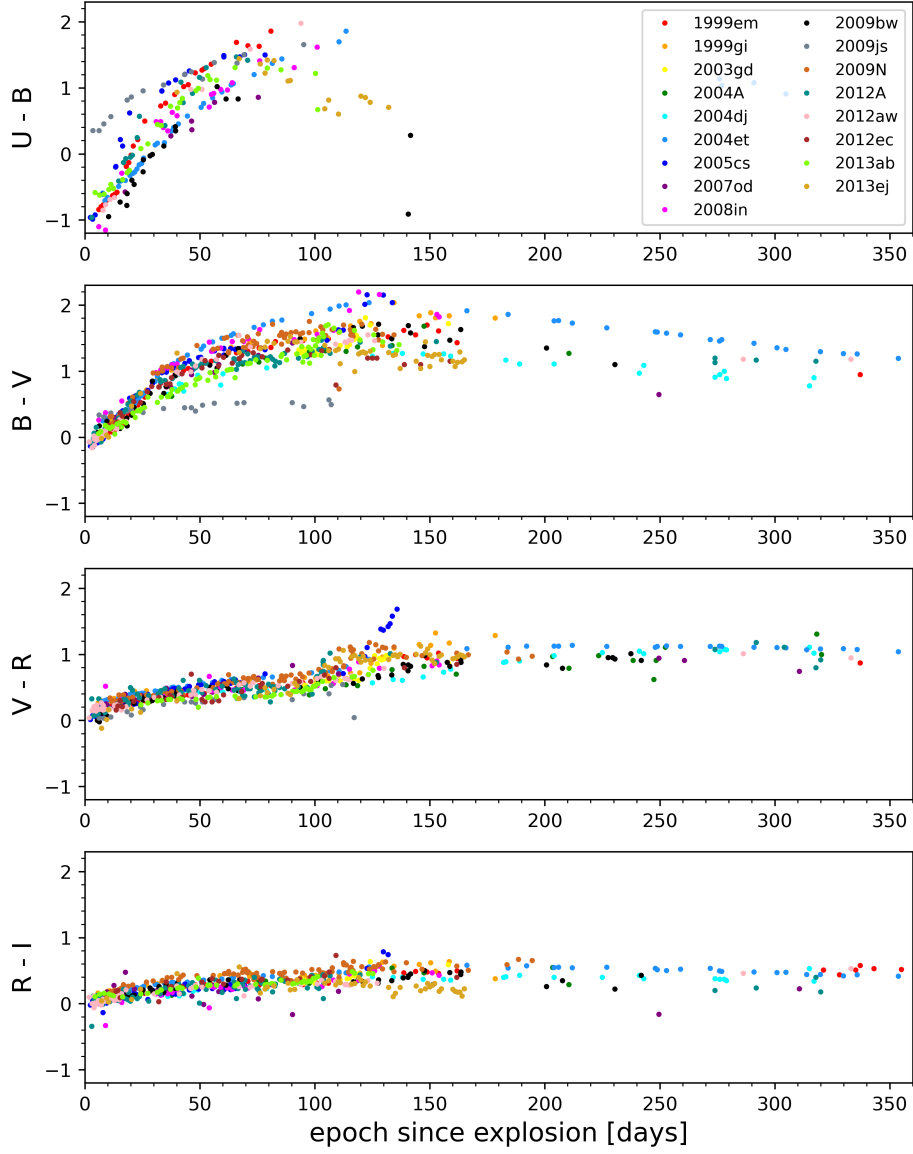 2
1
0
−1
U - B
1999em
1999gi
2003gd
2004A
2004dj
2004et
2005cs
2007od
2008in
2009bw
2009js
2009N
2012A
2012aw
2012ec
2013ab
2013ej
0 50 100 150 200 250 300 350
2
1
0
−1
B - V
0 50 100 150 200 250 300 350
2
1
0
−1
V - R
0 50 100 150 200 250 300 350
2
1
0
−1
R - I
0 50 100 150 200 250 300 350
epoch since explosion [days]